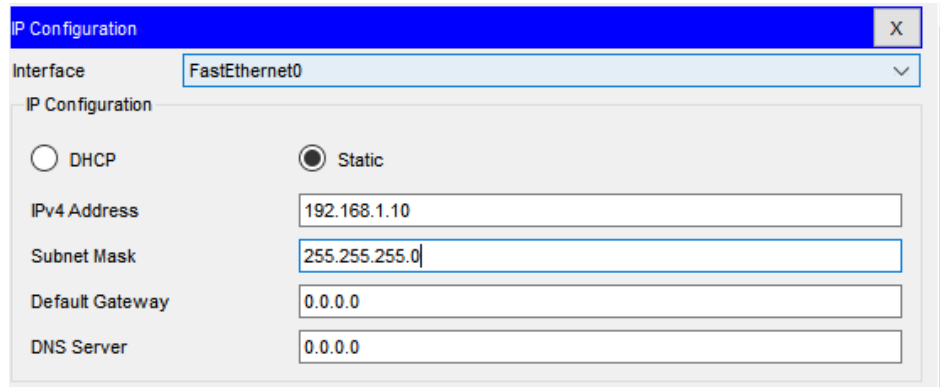 IP Configuration X
Interface FastEthernet0
IP Configuration
DHCP Static
IPv4 Address 192.168.1.10
Subnet Mask 255.255.255.0
Default Gateway 0.0.0.0
DNS Server 0.0.0.0